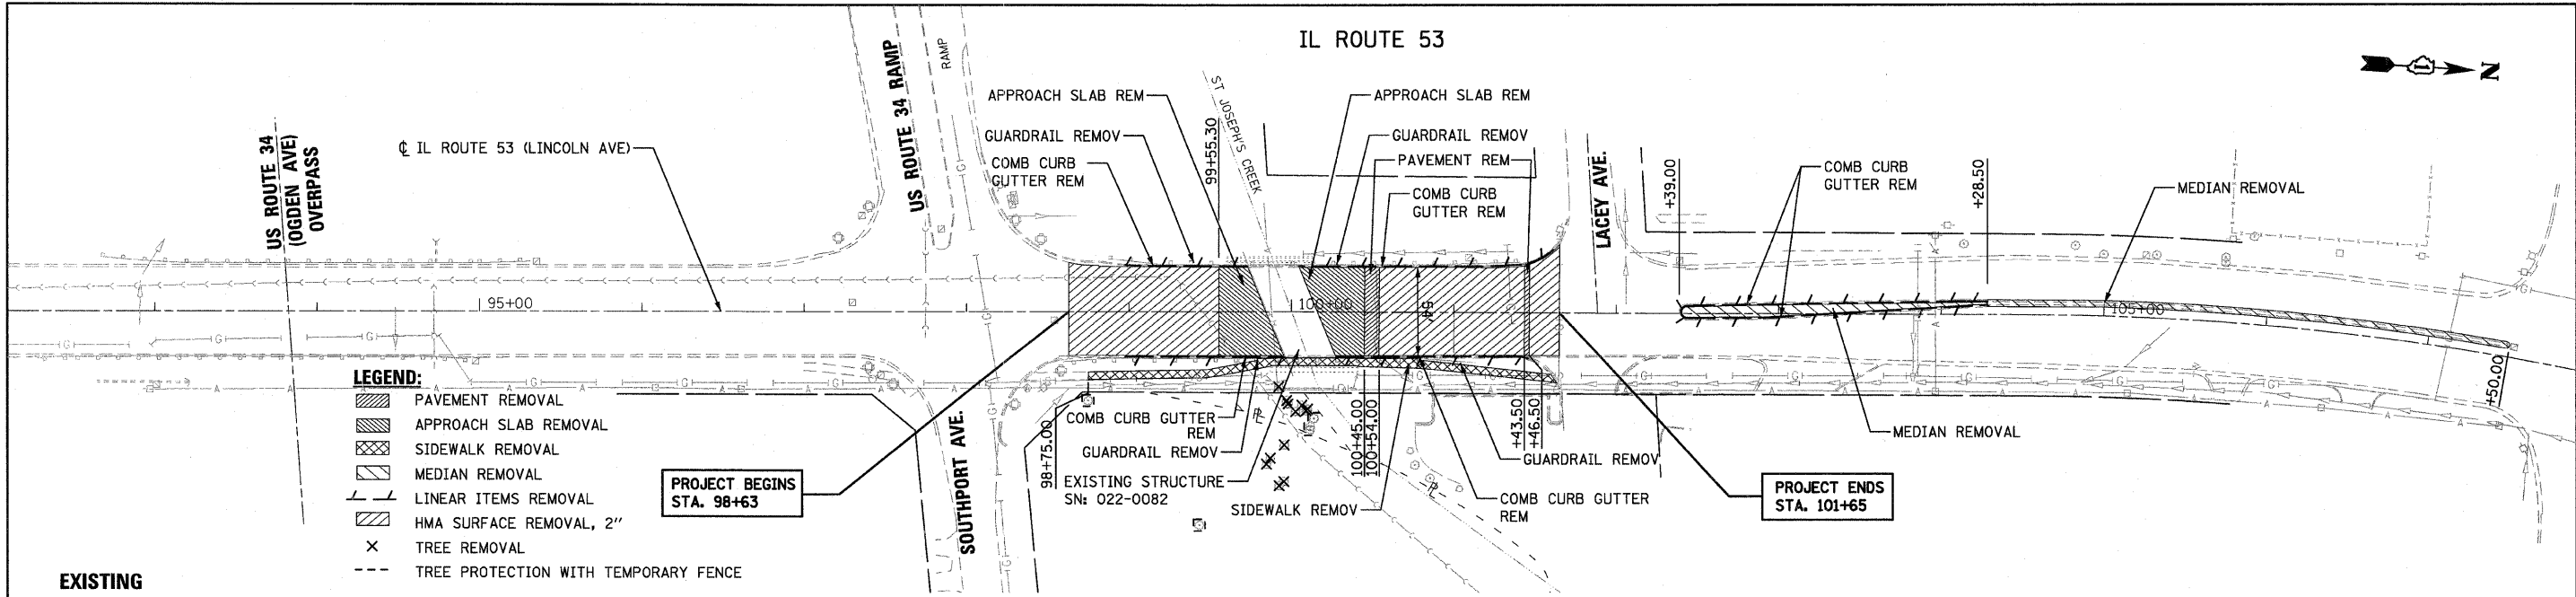 IL ROUTE 53
N
US ROUTE 34
(OGDEN AVE)
OVERPASS
℄ IL ROUTE 53 (LINCOLN AVE)
US ROUTE 34 RAMP
RAMP
APPROACH SLAB REM
GUARDRAIL REMOV
COMB CURB
GUTTER REM
99+55.30
ST JOSEPH'S CREEK
APPROACH SLAB REM
GUARDRAIL REMOV
PAVEMENT REM
COMB CURB
GUTTER REM
LACEY AVE.
+39.00
COMB CURB
GUTTER REM
+28.50
MEDIAN REMOVAL
95+00
100+00
54'
105+00
+50.00
LEGEND:
PAVEMENT REMOVAL
APPROACH SLAB REMOVAL
SIDEWALK REMOVAL
MEDIAN REMOVAL
LINEAR ITEMS REMOVAL
HMA SURFACE REMOVAL, 2"
TREE REMOVAL
TREE PROTECTION WITH TEMPORARY FENCE
PROJECT BEGINS
STA. 98+63
SOUTHPORT AVE.
98+75.00
COMB CURB GUTTER
REM
GUARDRAIL REMOV
EXISTING STRUCTURE
SN: 022-0082
SIDEWALK REMOV
100+45.00
100+54.00
+43.50
+46.50
GUARDRAIL REMOV
COMB CURB GUTTER
REM
MEDIAN REMOVAL
PROJECT ENDS
STA. 101+65
EXISTING